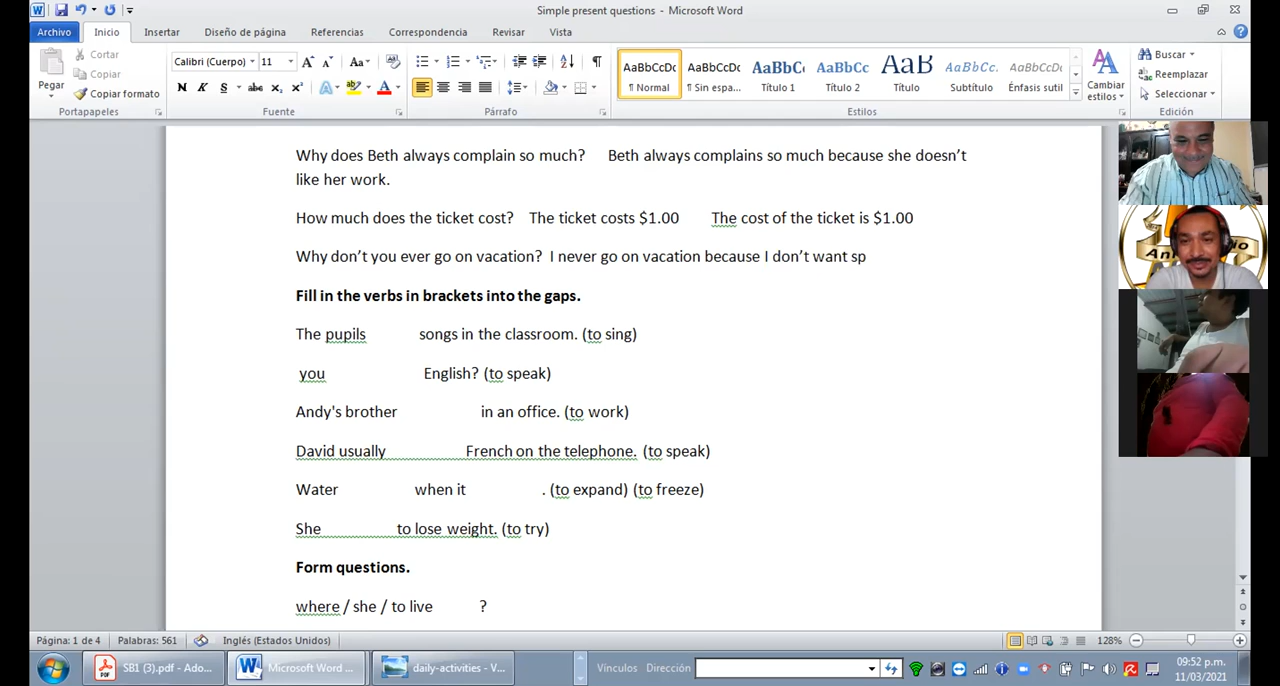 Simple present questions - Microsoft Word
Archivo Inicio Insertar Diseño de página Referencias Correspondencia Revisar Vista
Pegar
Cortar
Copiar
Copiar formato
Portapapeles
Calibri (Cuerpo) 11
N K S abc x₂ x²
Fuente
Párrafo
AaBbCcDc AaBbCcDc AaBbC AaBbCc AaB AaBbCc. AaBbCcDc
¶ Normal ¶ Sin espa... Título 1 Título 2 Título Subtítulo Énfasis sutil
Estilos
Cambiar estilos
Buscar
Reemplazar
Seleccionar
Edición
Why does Beth always complain so much? Beth always complains so much because she doesn't
like her work.
How much does the ticket cost? The ticket costs $1.00 The cost of the ticket is $1.00
Why don't you ever go on vacation? I never go on vacation because I don't want sp
Fill in the verbs in brackets into the gaps.
The pupils songs in the classroom. (to sing)
you English? (to speak)
Andy's brother in an office. (to work)
David usually French on the telephone. (to speak)
Water when it . (to expand) (to freeze)
She to lose weight. (to try)
Form questions.
where / she / to live ?
Página: 1 de 4 Palabras: 561 Inglés (Estados Unidos) 128%
SB1 (3).pdf - Ado... Microsoft Word ... daily-activities - V... Vínculos Dirección 09:52 p.m.
11/03/2021